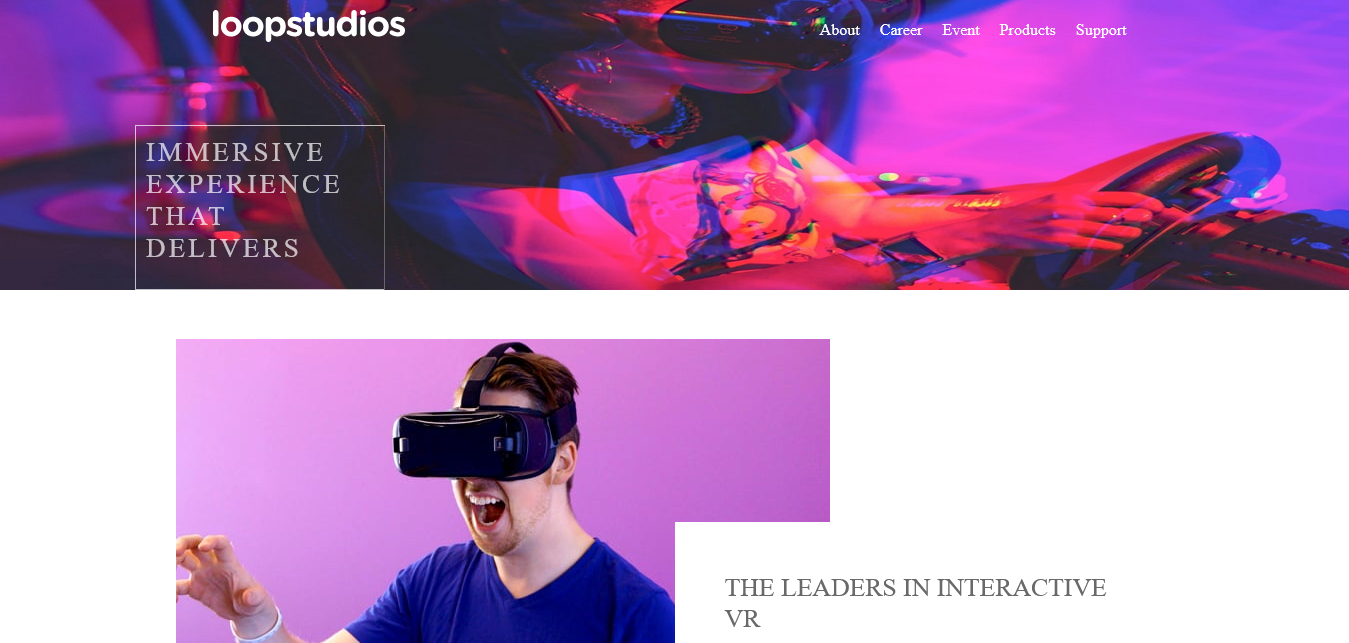 loopstudios
About Career Event Products Support
IMMERSIVE
EXPERIENCE
THAT
DELIVERS
THE LEADERS IN INTERACTIVE
VR